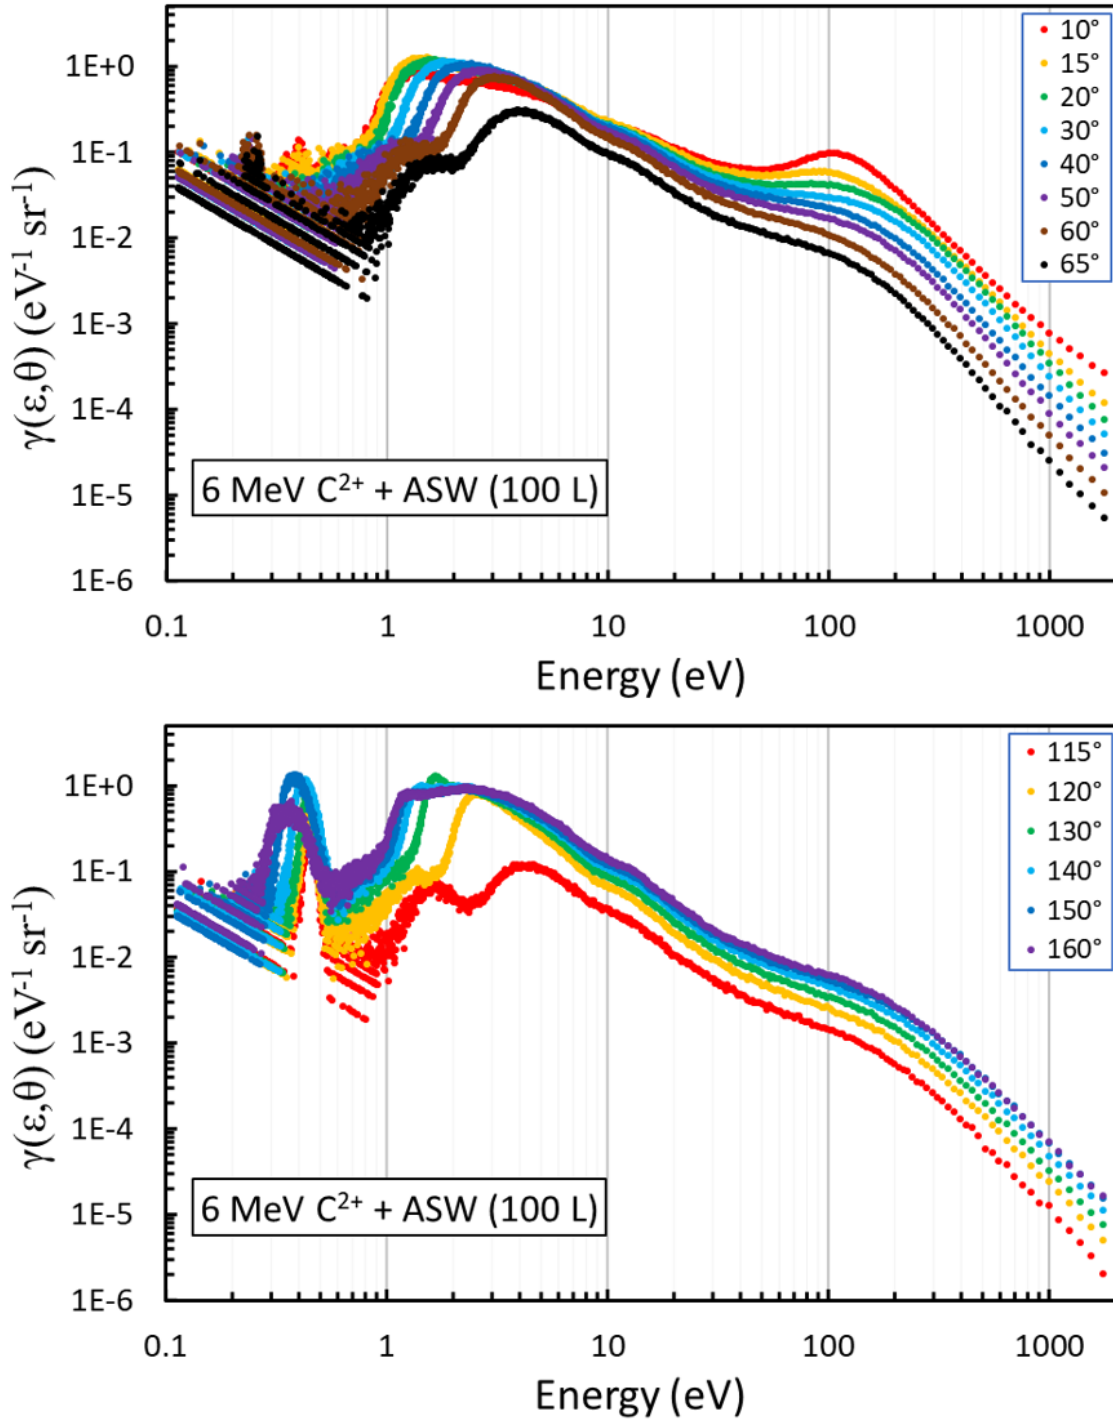 1E+0
1E-1
1E-2
1E-3
1E-4
1E-5
1E-6
γ(ε,θ) (eV⁻¹ sr⁻¹)
10°
15°
20°
30°
40°
50°
60°
65°
6 MeV C²⁺ + ASW (100 L)
0.1 1 10 100 1000
Energy (eV)
1E+0
1E-1
1E-2
1E-3
1E-4
1E-5
1E-6
γ(ε,θ) (eV⁻¹ sr⁻¹)
115°
120°
130°
140°
150°
160°
6 MeV C²⁺ + ASW (100 L)
0.1 1 10 100 1000
Energy (eV)